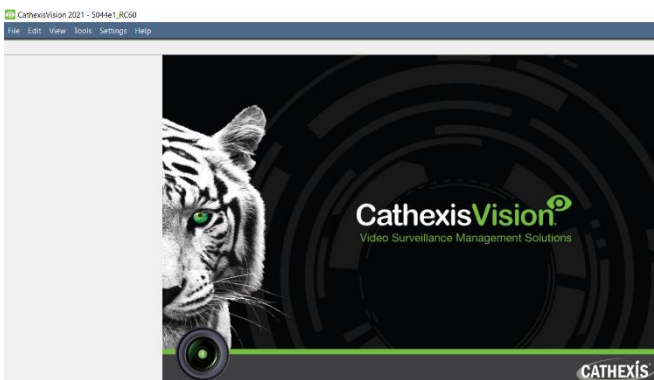 CathexisVision 2021 - 5044e1_RC60
File Edit View Tools Settings Help
CathexisVision
Video Surveillance Management Solutions
CATHEXIS